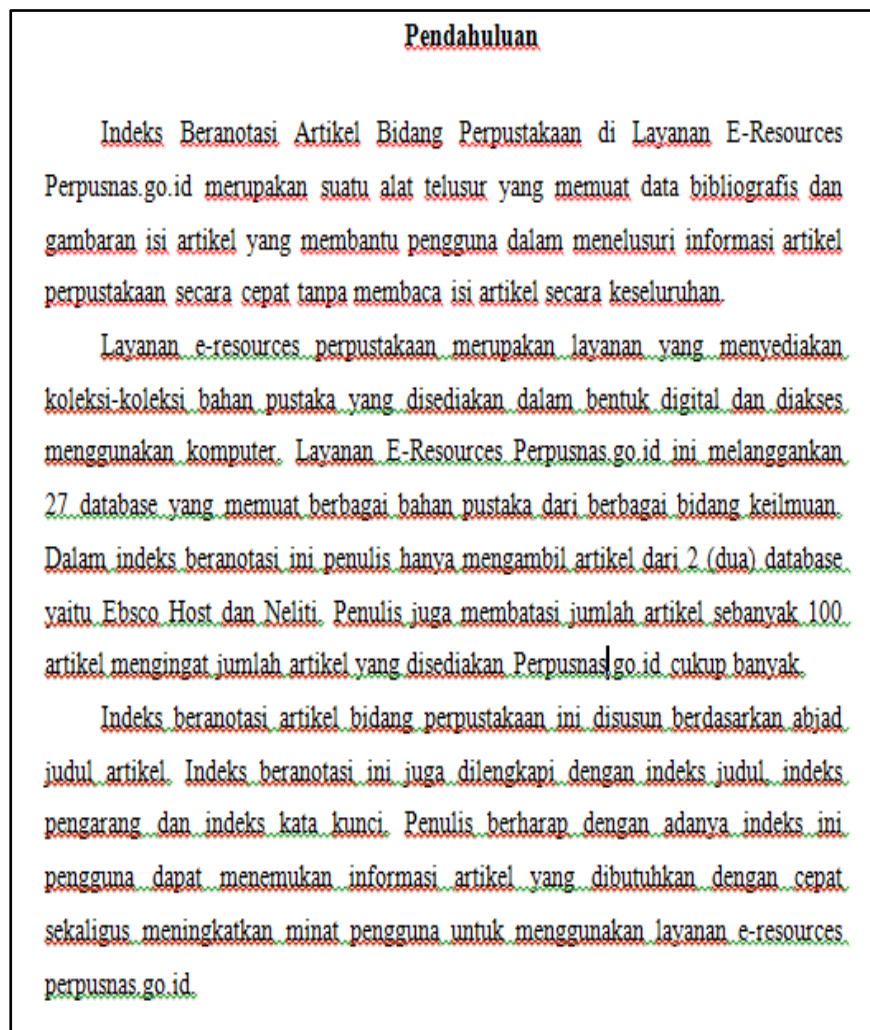 Pendahuluan
Indeks Beranotasi Artikel Bidang Perpustakaan di Layanan E-Resources
Perpusnas.go.id merupakan suatu alat telusur yang memuat data bibliografis dan
gambaran isi artikel yang membantu pengguna dalam menelusuri informasi artikel
perpustakaan secara cepat tanpa membaca isi artikel secara keseluruhan.
Layanan e-resources perpustakaan merupakan layanan yang menyediakan
koleksi-koleksi bahan pustaka yang disediakan dalam bentuk digital dan diakses
menggunakan komputer. Layanan E-Resources Perpusnas.go.id ini melanggankan
27 database yang memuat berbagai bahan pustaka dari berbagai bidang keilmuan.
Dalam indeks beranotasi ini penulis hanya mengambil artikel dari 2 (dua) database
yaitu Ebsco Host dan Neliti. Penulis juga membatasi jumlah artikel sebanyak 100
artikel mengingat jumlah artikel yang disediakan Perpusnas.go.id cukup banyak.
Indeks beranotasi artikel bidang perpustakaan ini disusun berdasarkan abjad
judul artikel. Indeks beranotasi ini juga dilengkapi dengan indeks judul, indeks
pengarang dan indeks kata kunci. Penulis berharap dengan adanya indeks ini
pengguna dapat menemukan informasi artikel yang dibutuhkan dengan cepat
sekaligus meningkatkan minat pengguna untuk menggunakan layanan e-resources
perpusnas.go.id.